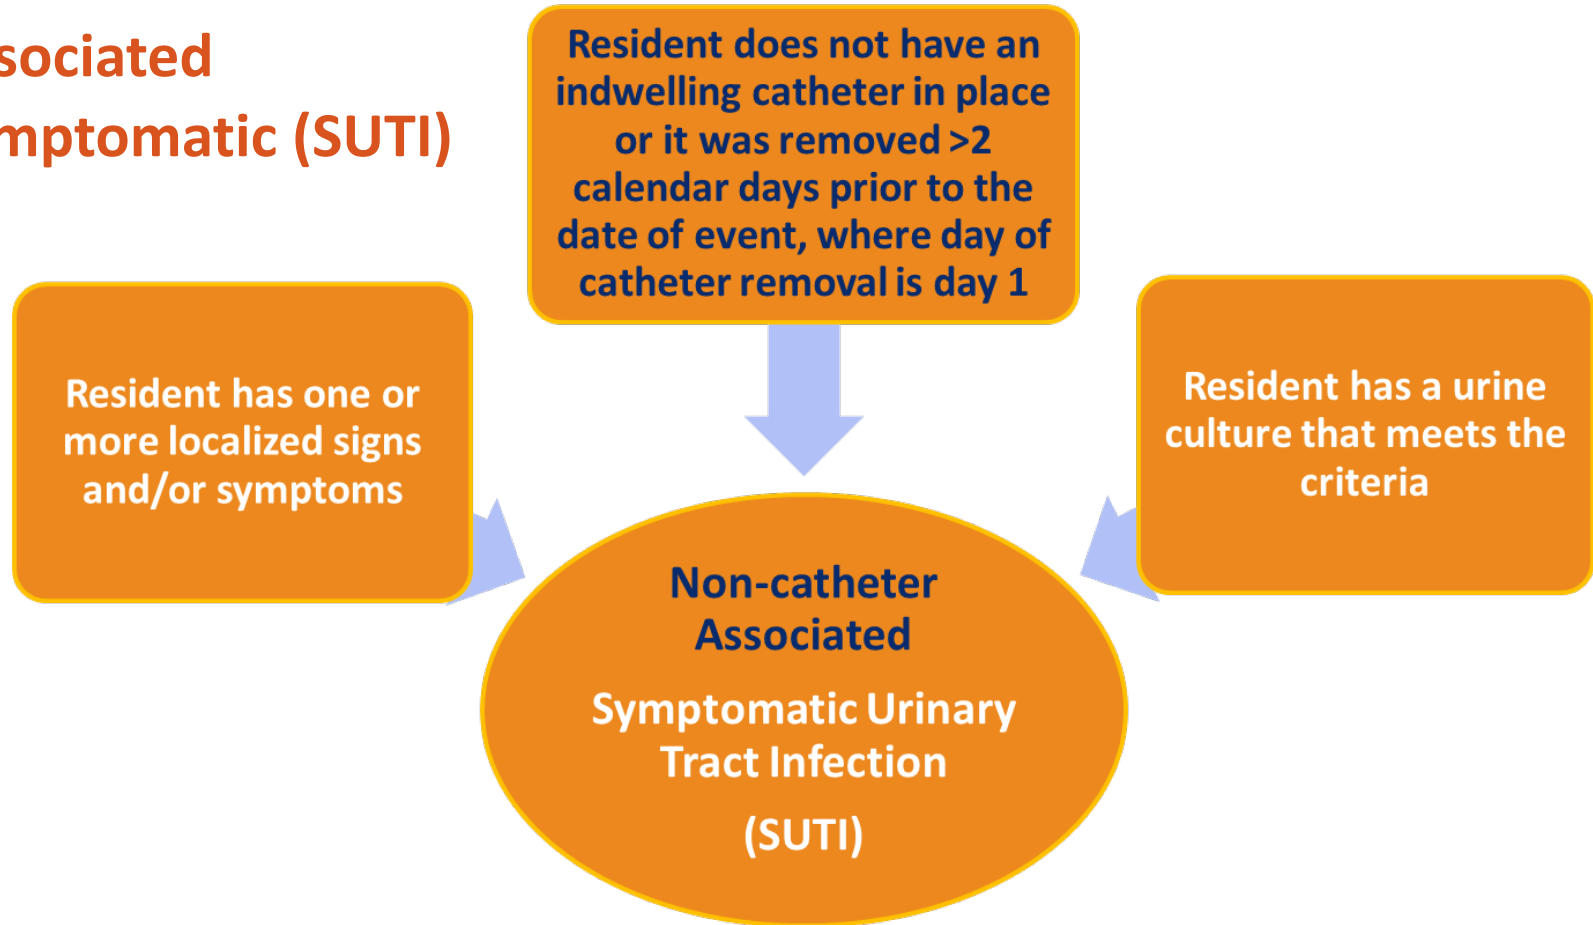 sociated
mptomatic (SUTI)
Resident does not have an
indwelling catheter in place
or it was removed >2
calendar days prior to the
date of event, where day of
catheter removal is day 1
Resident has one or
more localized signs
and/or symptoms
Resident has a urine
culture that meets the
criteria
Non-catheter
Associated
Symptomatic Urinary
Tract Infection
(SUTI)